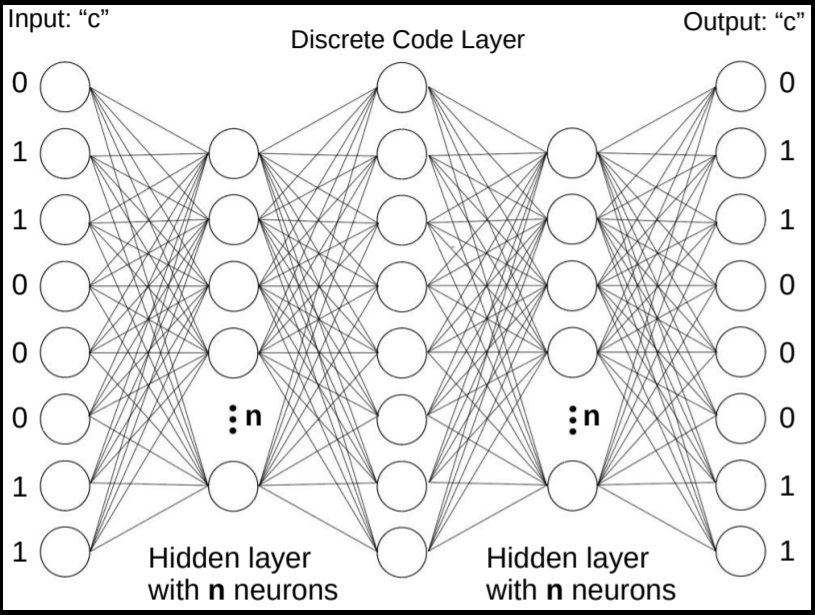 Input: “c”
Discrete Code Layer
Output: “c”
0
1
1
0
0
0
1
1
n
n
0
1
1
0
0
0
1
1
Hidden layer
with n neurons
Hidden layer
with n neurons